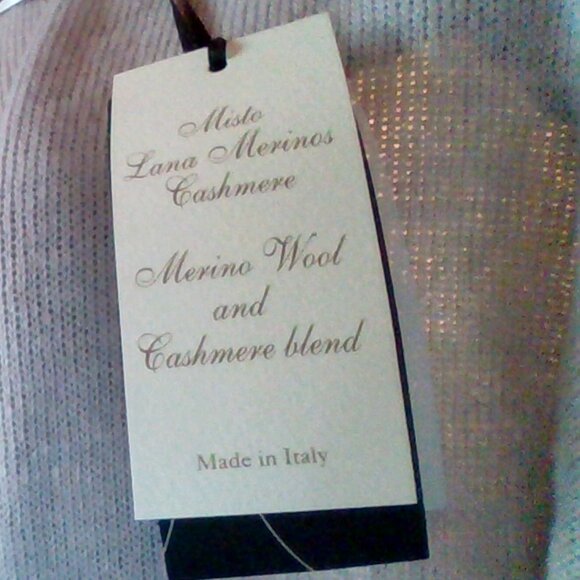 Misto
Lana Merinos
Cashmere
Merino Wool
and
Cashmere blend
Made in Italy